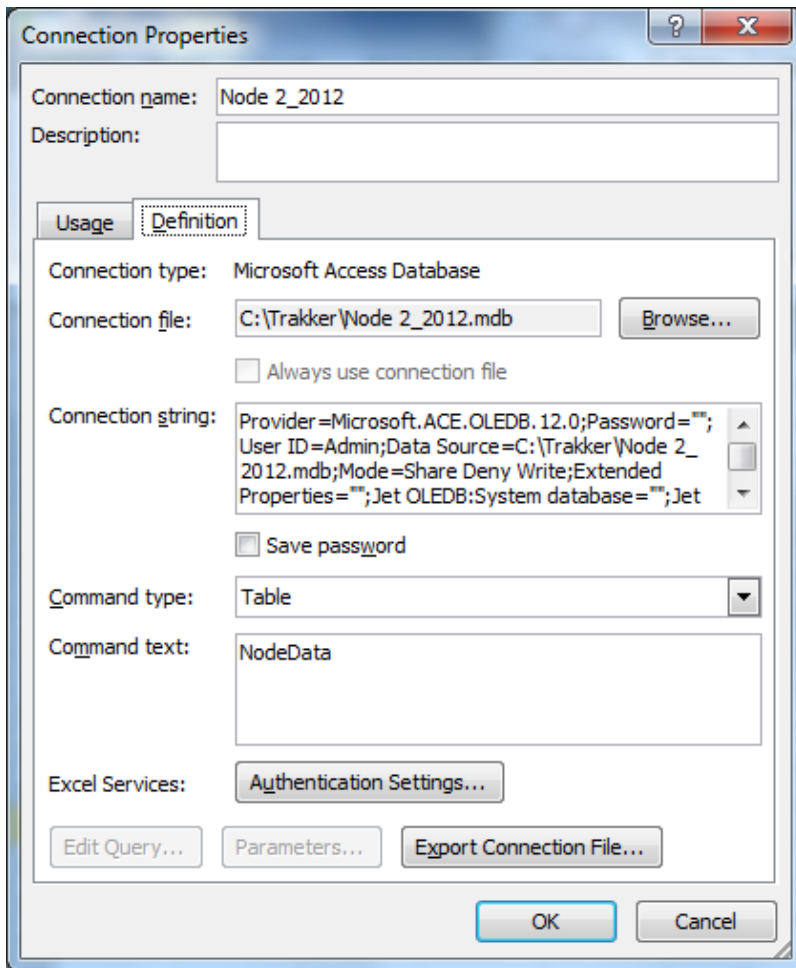 Connection Properties
Connection name: Node 2_2012
Description:
Usage Definition
Connection type: Microsoft Access Database
Connection file: C:\Trakker\Node 2_2012.mdb Browse...
Always use connection file
Connection string: Provider=Microsoft.ACE.OLEDB.12.0;Password="";
User ID=Admin;Data Source=C:\Trakker\Node 2_
2012.mdb;Mode=Share Deny Write;Extended
Properties="";Jet OLEDB:System database="";Jet
Save password
Command type: Table
Command text: NodeData
Excel Services: Authentication Settings...
Edit Query... Parameters... Export Connection File...
OK Cancel